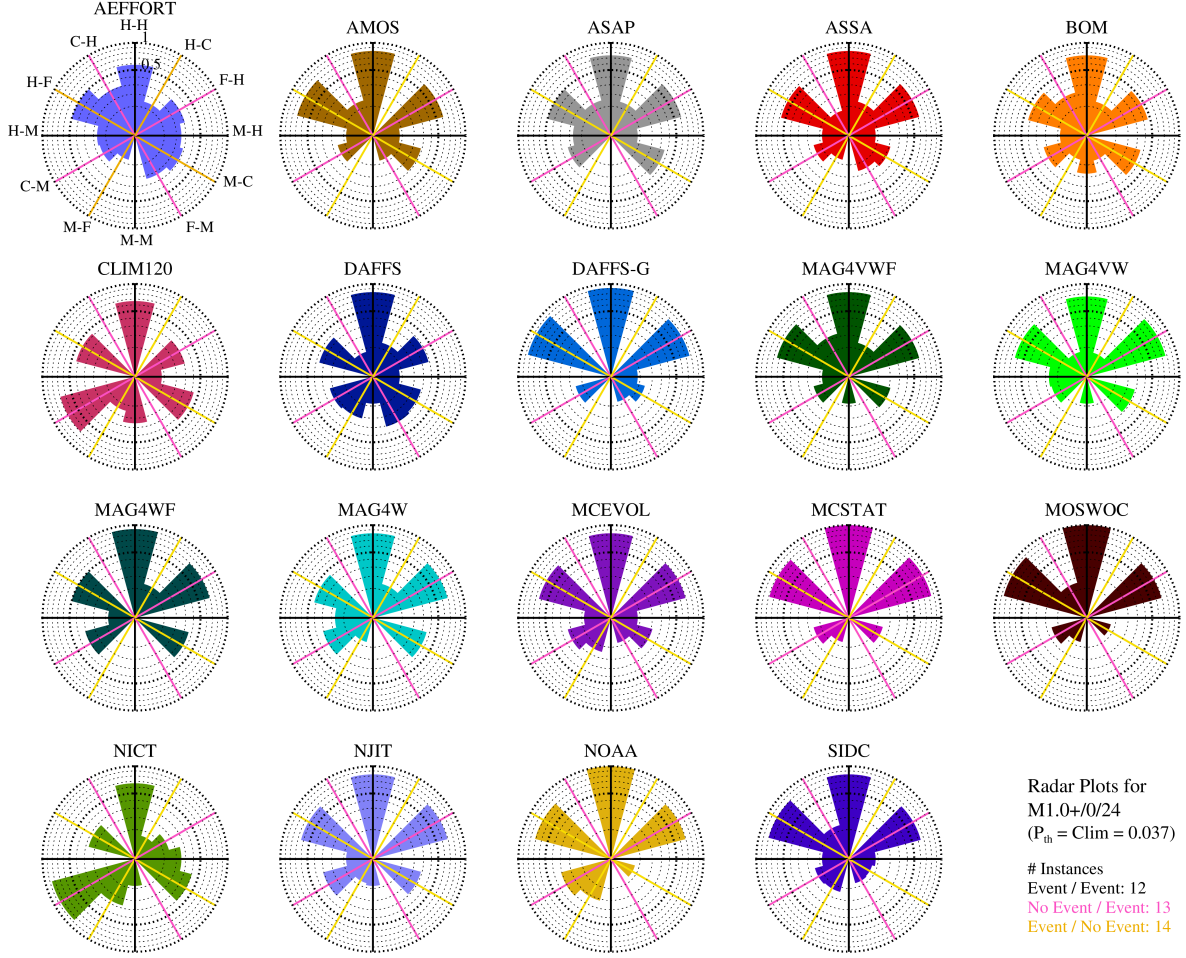 AEFFORT
H-H
1
C-H
H-C
0.5
H-F
F-H
H-M
M-H
C-M
M-C
M-F
F-M
M-M
AMOS
ASAP
ASSA
BOM
CLIM120
DAFFS
DAFFS-G
MAG4VWF
MAG4VW
MAG4WF
MAG4W
MCEVOL
MCSTAT
MOSWOC
NICT
NJIT
NOAA
SIDC
Radar Plots for
M1.0+/0/24
(Pth = Clim = 0.037)
# Instances
Event / Event: 12
No Event / Event: 13
Event / No Event: 14